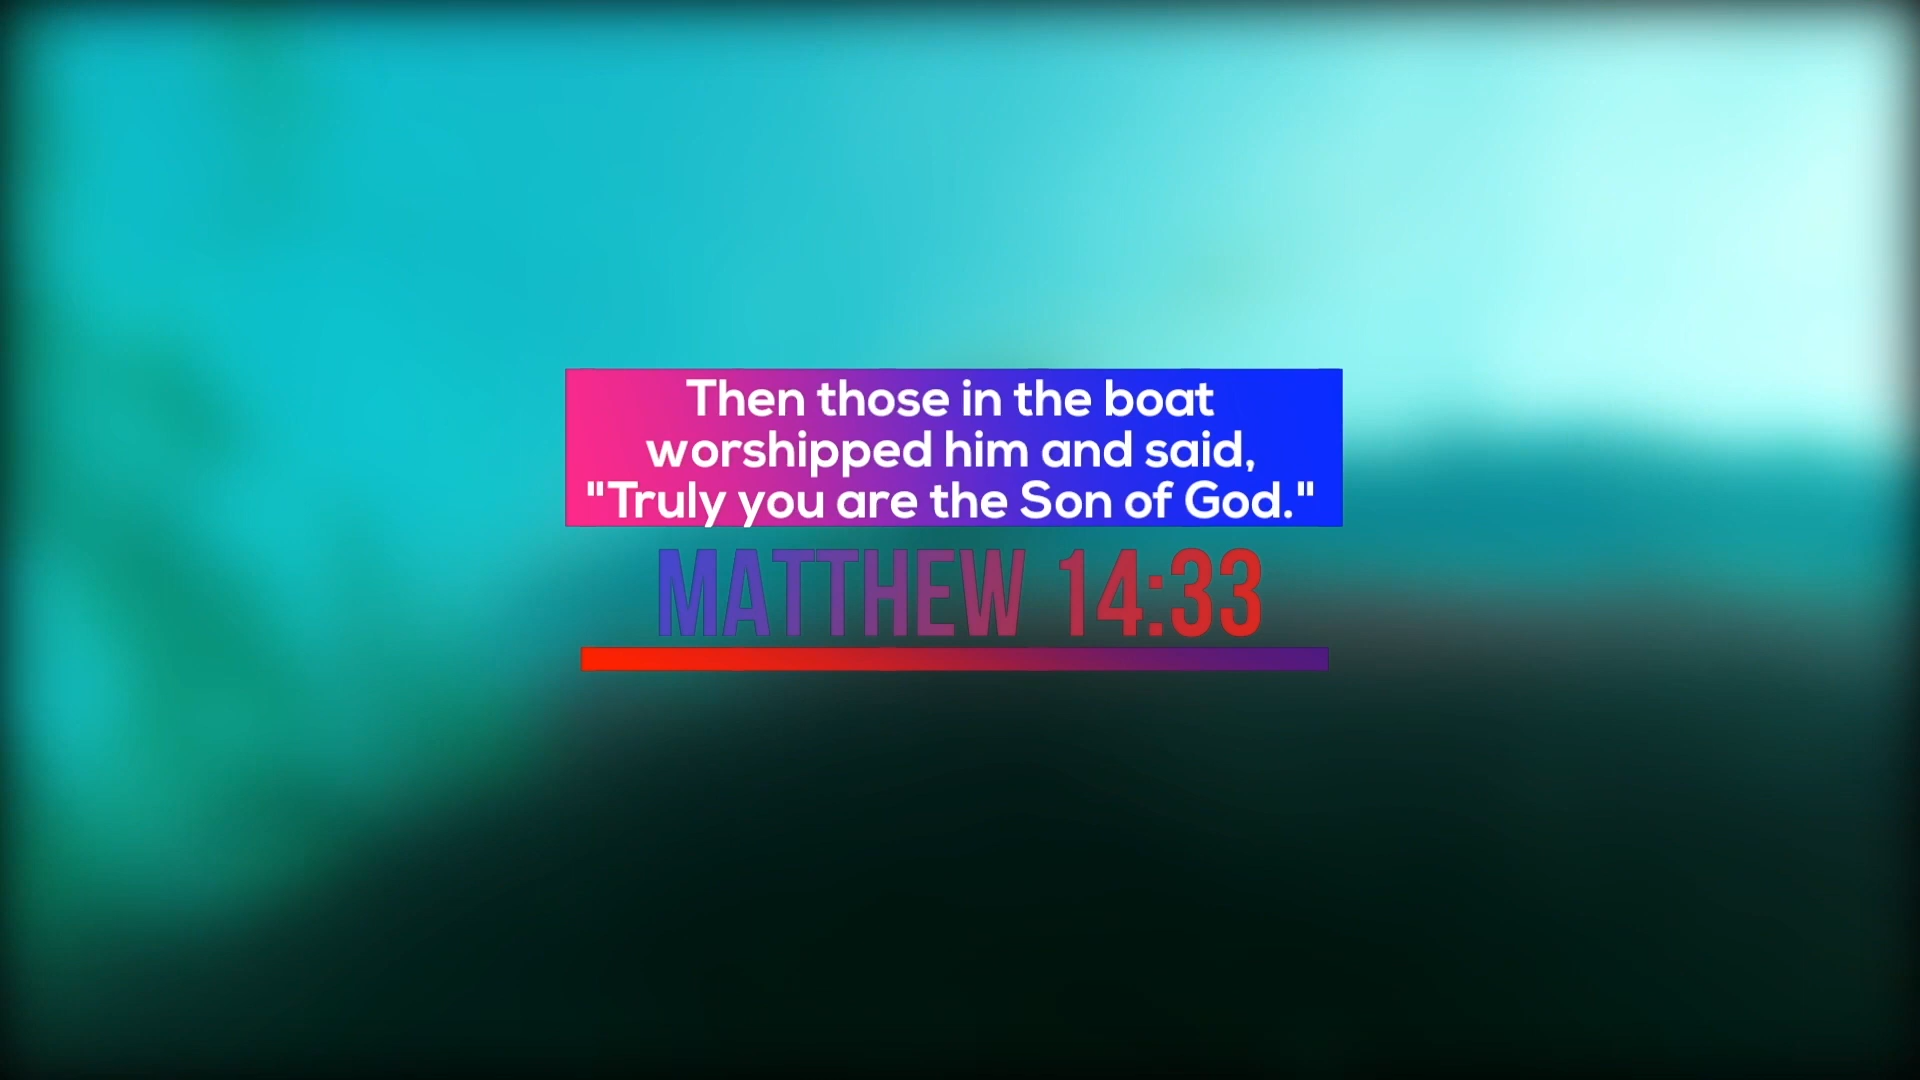 Then those in the boat
worshipped him and said,
"Truly you are the Son of God."
MATTHEW 14:33